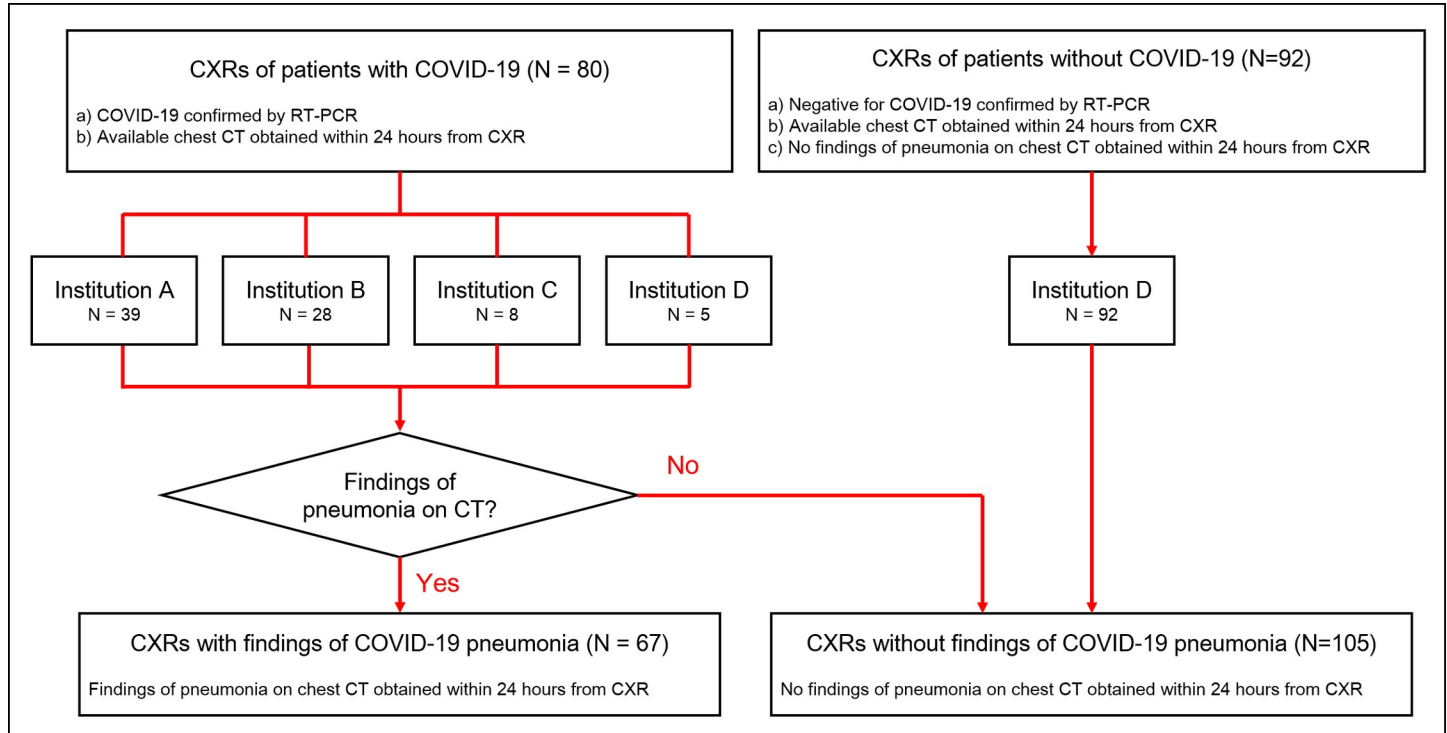 CXRs of patients with COVID-19 (N = 80)
a) COVID-19 confirmed by RT-PCR
b) Available chest CT obtained within 24 hours from CXR
CXRs of patients without COVID-19 (N=92)
a) Negative for COVID-19 confirmed by RT-PCR
b) Available chest CT obtained within 24 hours from CXR
c) No findings of pneumonia on chest CT obtained within 24 hours from CXR
Institution A
N = 39
Institution B
N = 28
Institution C
N = 8
Institution D
N = 5
Institution D
N = 92
Findings of
pneumonia on CT?
No
Yes
CXRs with findings of COVID-19 pneumonia (N = 67)
Findings of pneumonia on chest CT obtained within 24 hours from CXR
CXRs without findings of COVID-19 pneumonia (N=105)
No findings of pneumonia on chest CT obtained within 24 hours from CXR